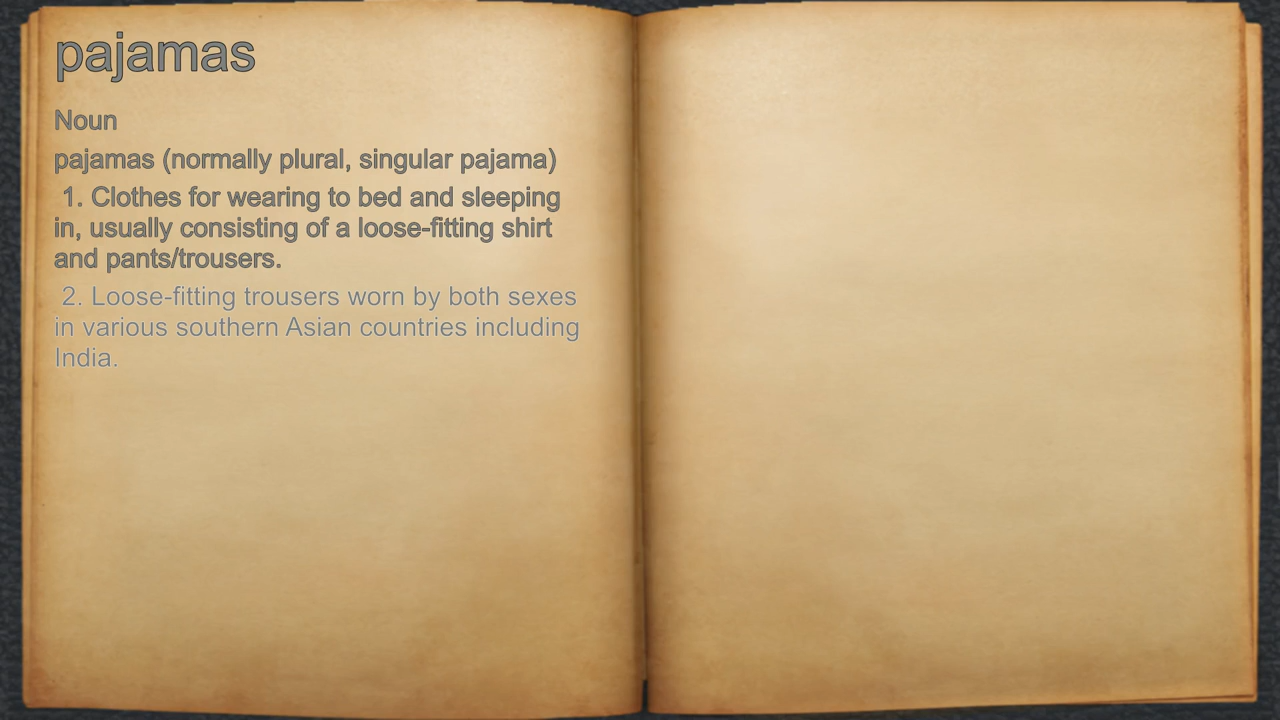 pajamas
Noun
pajamas (normally plural, singular pajama)
1. Clothes for wearing to bed and sleeping
in, usually consisting of a loose-fitting shirt
and pants/trousers.
2. Loose-fitting trousers worn by both sexes
in various southern Asian countries including
India.